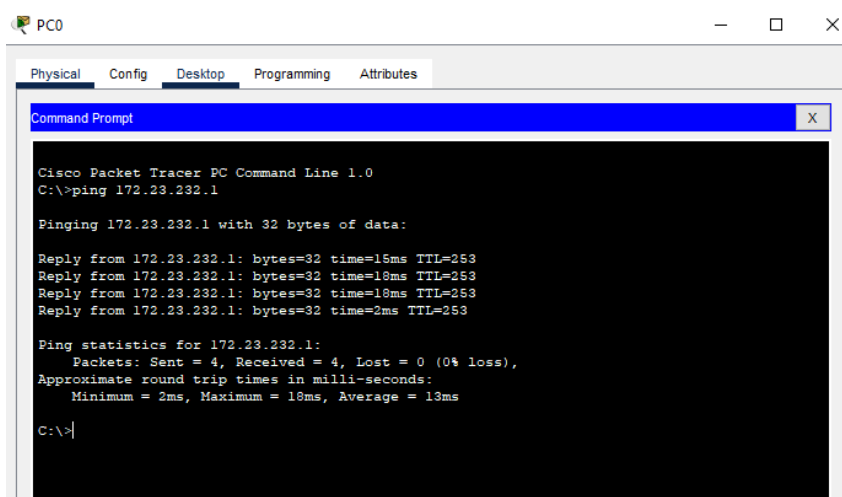 PC0
Physical Config Desktop Programming Attributes
Command Prompt X
Cisco Packet Tracer PC Command Line 1.0
C:\>ping 172.23.232.1
Pinging 172.23.232.1 with 32 bytes of data:
Reply from 172.23.232.1: bytes=32 time=15ms TTL=253
Reply from 172.23.232.1: bytes=32 time=18ms TTL=253
Reply from 172.23.232.1: bytes=32 time=18ms TTL=253
Reply from 172.23.232.1: bytes=32 time=2ms TTL=253
Ping statistics for 172.23.232.1:
Packets: Sent = 4, Received = 4, Lost = 0 (0% loss),
Approximate round trip times in milli-seconds:
Minimum = 2ms, Maximum = 18ms, Average = 13ms
C:\>